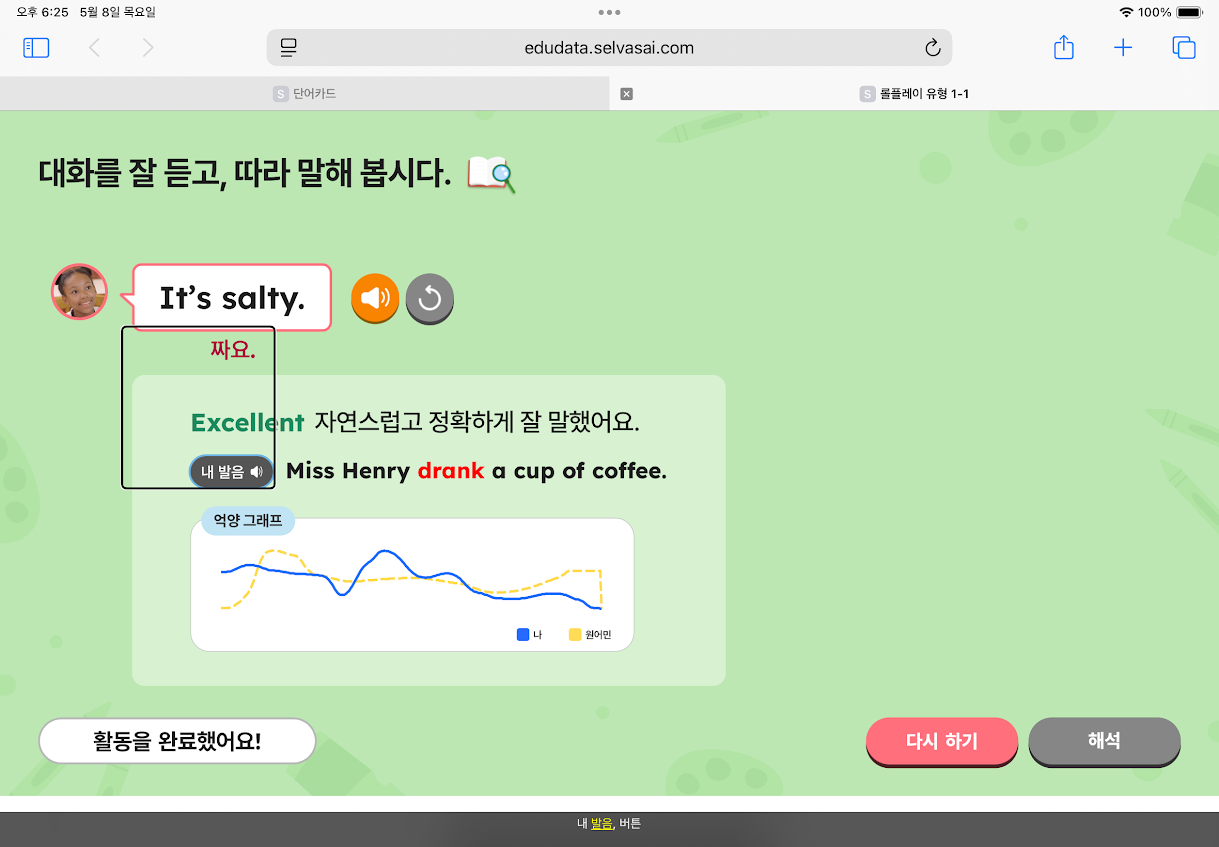 오후 6:25 5월 8일 목요일
100%
edudata.selvasai.com
S 단어카드
S 롤플레이 유형 1-1
대화를 잘 듣고, 따라 말해 봅시다.
It's salty.
짜요.
Excellent 자연스럽고 정확하게 잘 말했어요.
내 발음 Miss Henry drank a cup of coffee.
억양 그래프
나 원어민
활동을 완료했어요!
다시 하기
해석
내 발음, 버튼